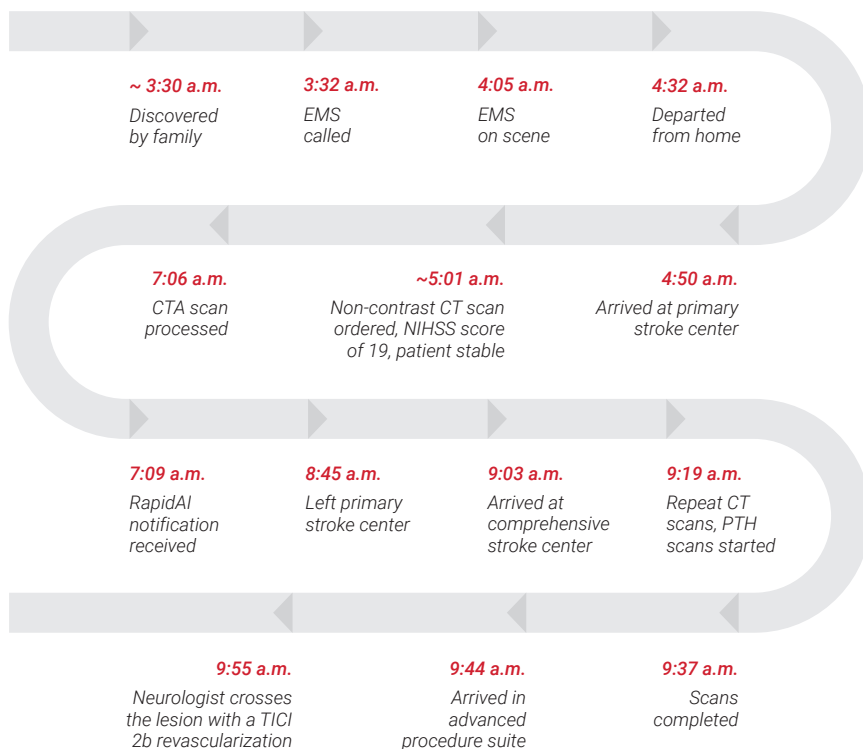 ~ 3:30 a.m.
Discovered
by family
3:32 a.m.
EMS
called
4:05 a.m.
EMS
on scene
4:32 a.m.
Departed
from home
4:50 a.m.
Arrived at primary
stroke center
~5:01 a.m.
Non-contrast CT scan
ordered, NIHSS score
of 19, patient stable
7:06 a.m.
CTA scan
processed
7:09 a.m.
RapidAI
notification
received
8:45 a.m.
Left primary
stroke center
9:03 a.m.
Arrived at
comprehensive
stroke center
9:19 a.m.
Repeat CT
scans, PTH
scans started
9:37 a.m.
Scans
completed
9:44 a.m.
Arrived in
advanced
procedure suite
9:55 a.m.
Neurologist crosses
the lesion with a TICI
2b revascularization